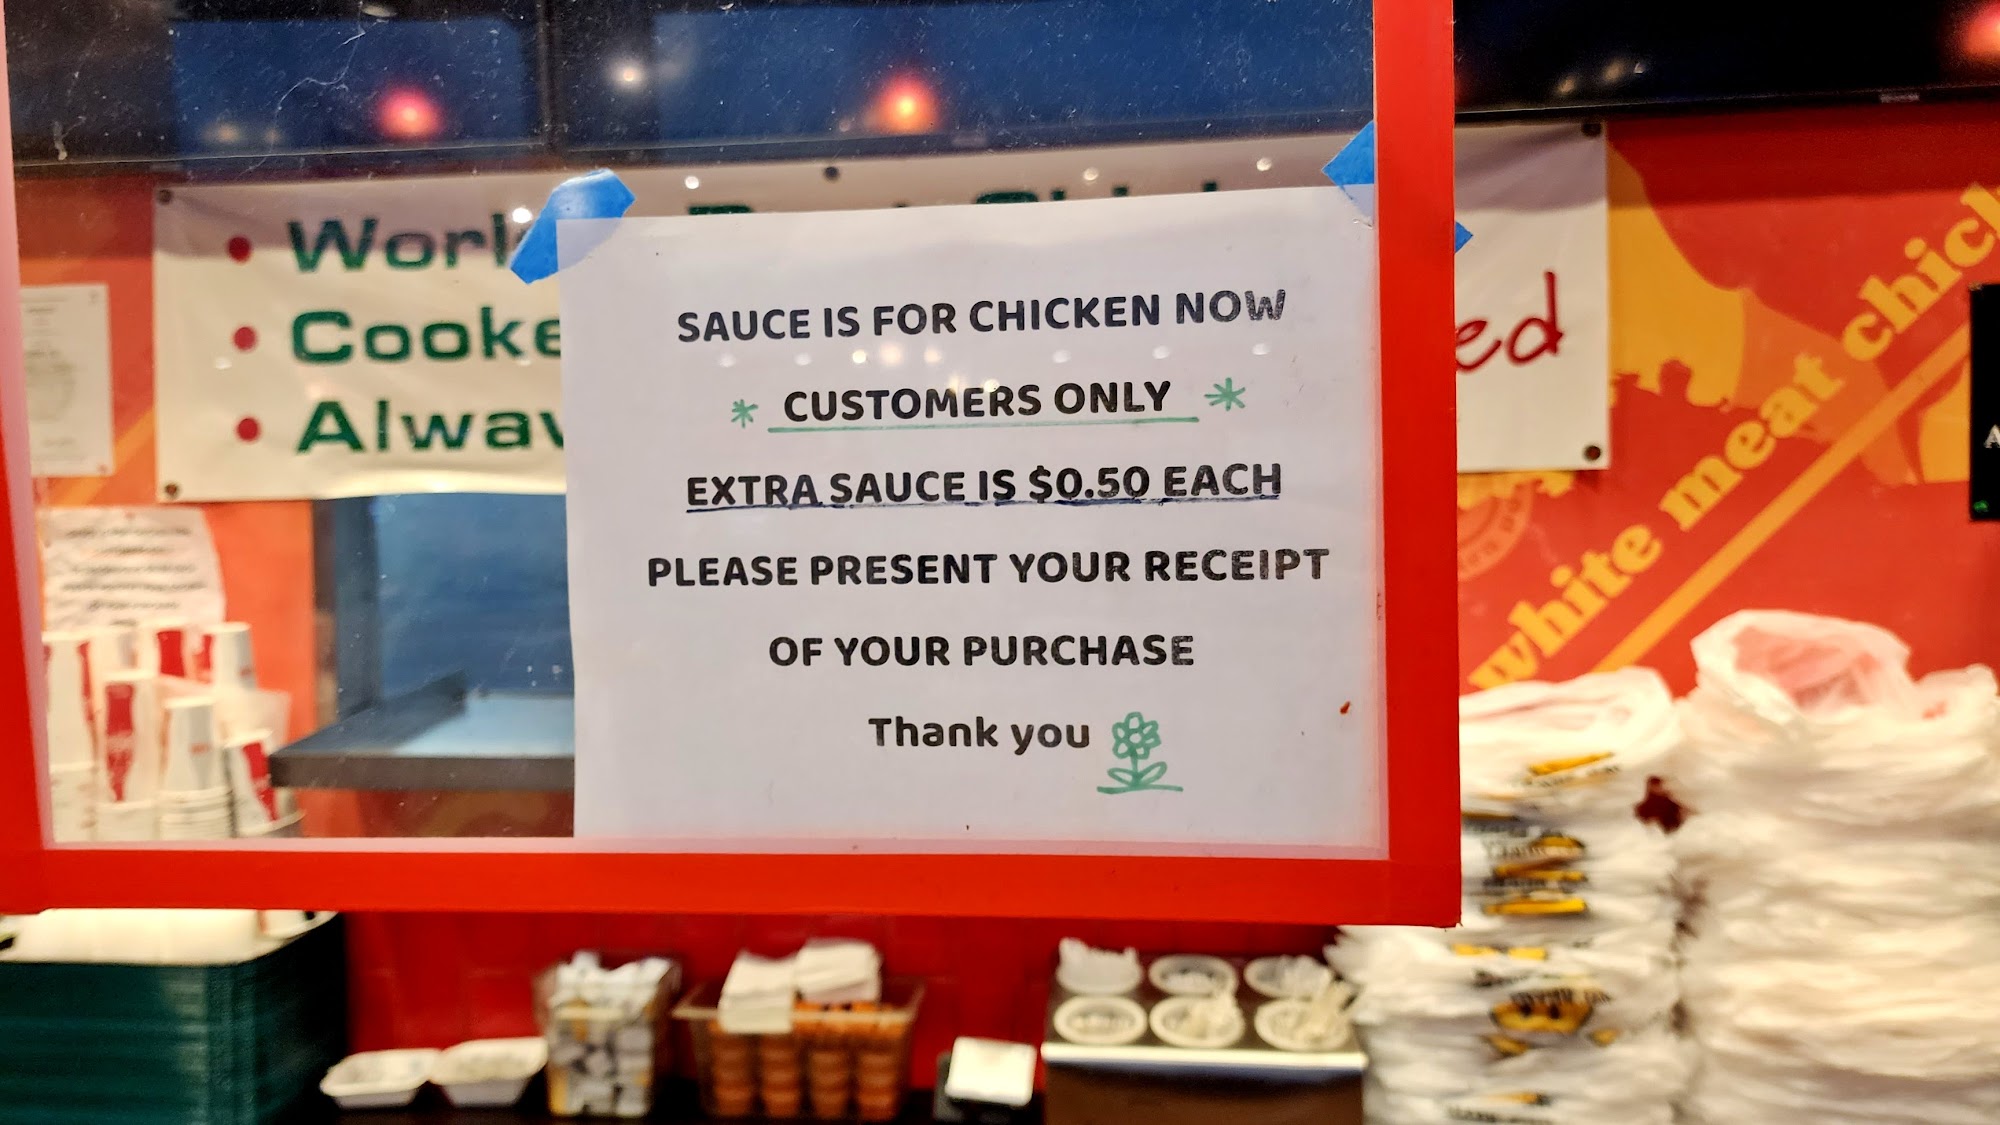 • Worl
• Cooke
• Alway
ed
SAUCE IS FOR CHICKEN NOW
* CUSTOMERS ONLY *
EXTRA SAUCE IS $0.50 EACH
PLEASE PRESENT YOUR RECEIPT
OF YOUR PURCHASE
Thank you
white meat chick